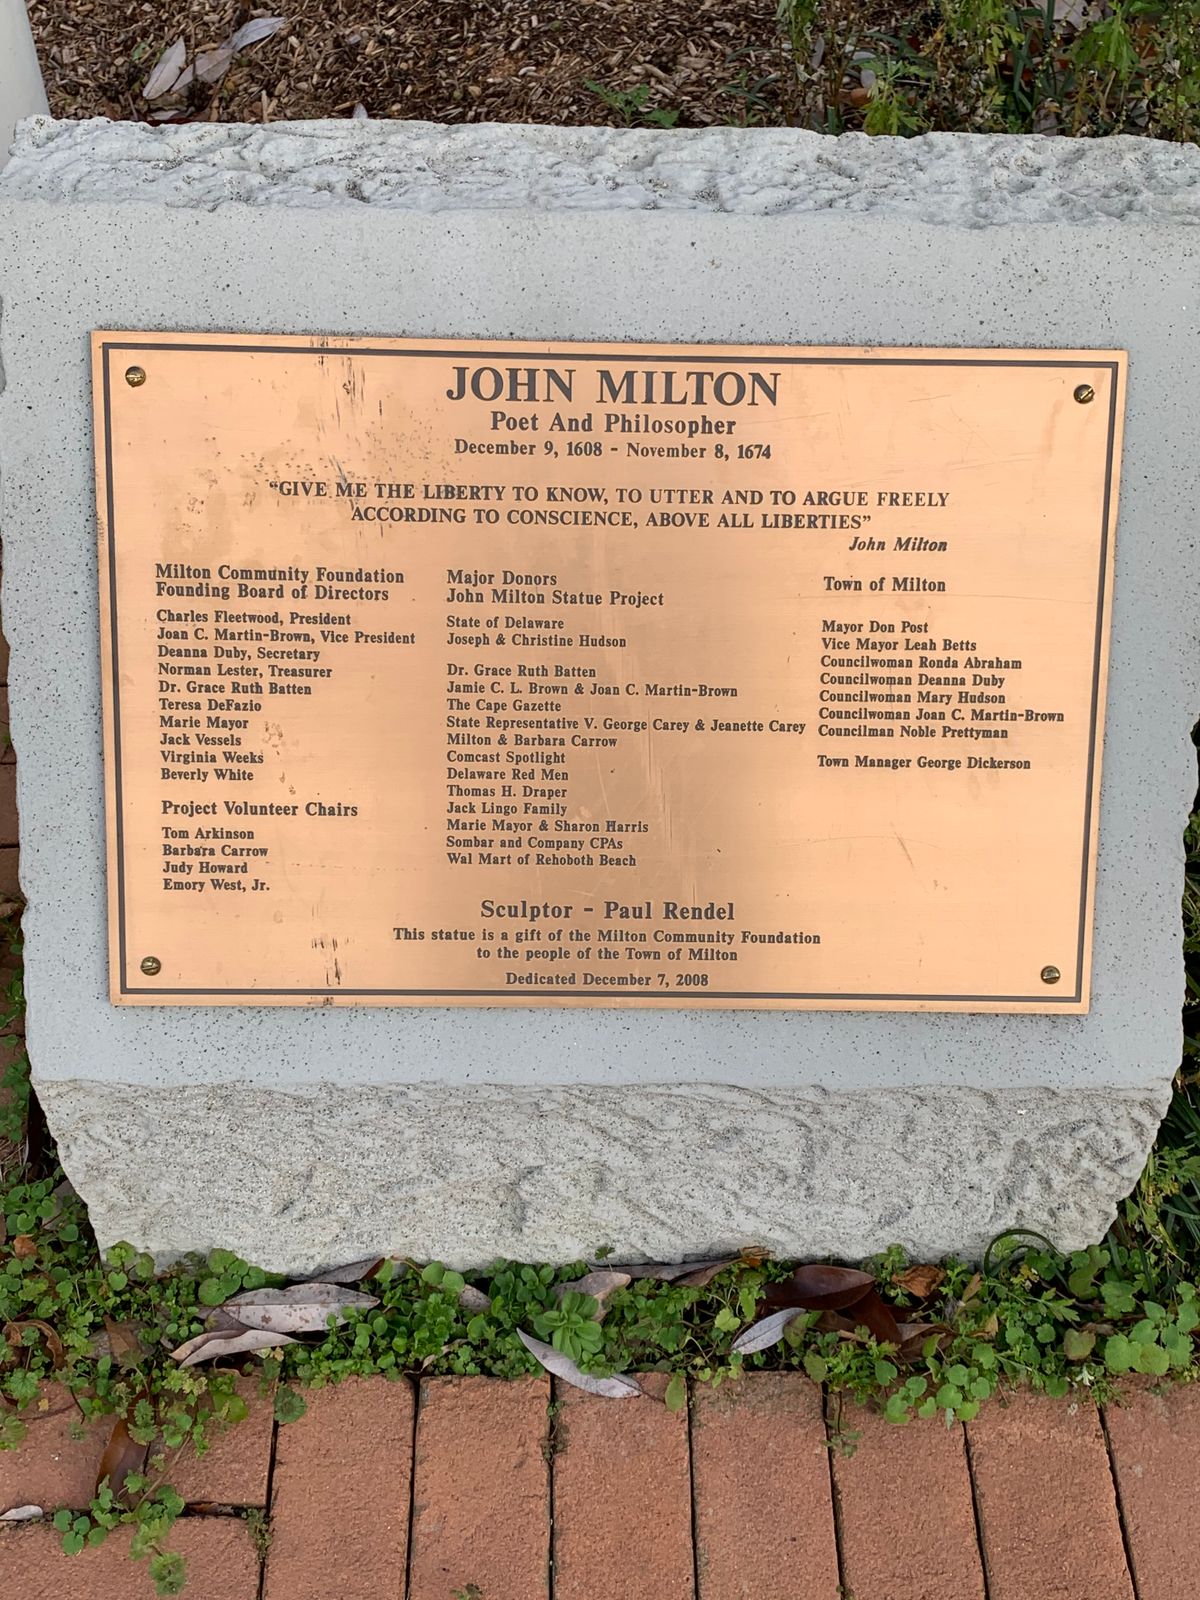 JOHN MILTON
Poet And Philosopher
December 9, 1608 - November 8, 1674
"GIVE ME THE LIBERTY TO KNOW, TO UTTER AND TO ARGUE FREELY
ACCORDING TO CONSCIENCE, ABOVE ALL LIBERTIES"
John Milton
Milton Community Foundation
Founding Board of Directors
Charles Fleetwood, President
Joan C. Martin-Brown, Vice President
Deanna Duby, Secretary
Norman Lester, Treasurer
Dr. Grace Ruth Batten
Teresa DeFazio
Marie Mayor
Jack Vessels
Virginia Weeks
Beverly White
Project Volunteer Chairs
Tom Arkinson
Barbara Carrow
Judy Howard
Emory West, Jr.
Major Donors
John Milton Statue Project
State of Delaware
Joseph & Christine Hudson
Dr. Grace Ruth Batten
Jamie C. L. Brown & Joan C. Martin-Brown
The Cape Gazette
State Representative V. George Carey & Jeanette Carey
Milton & Barbara Carrow
Comcast Spotlight
Delaware Red Men
Thomas H. Draper
Jack Lingo Family
Marie Mayor & Sharon Harris
Sombar and Company CPAs
Wal Mart of Rehoboth Beach
Town of Milton
Mayor Don Post
Vice Mayor Leah Betts
Councilwoman Ronda Abraham
Councilwoman Deanna Duby
Councilwoman Mary Hudson
Councilwoman Joan C. Martin-Brown
Councilman Noble Prettyman
Town Manager George Dickerson
Sculptor - Paul Rendel
This statue is a gift of the Milton Community Foundation
to the people of the Town of Milton
Dedicated December 7, 2008